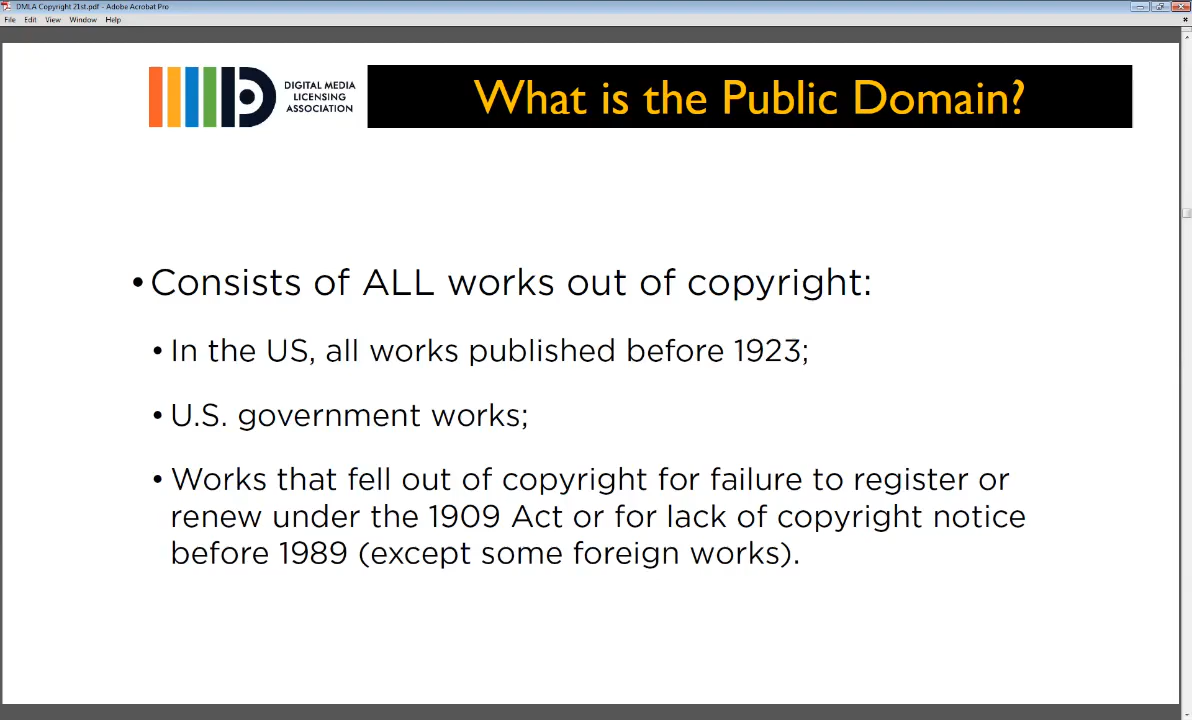 DMLA Copyright 21st.pdf - Adobe Acrobat Pro
File Edit View Window Help
DIGITAL MEDIA
LICENSING
ASSOCIATION
What is the Public Domain?
• Consists of ALL works out of copyright:
• In the US, all works published before 1923;
• U.S. government works;
• Works that fell out of copyright for failure to register or
renew under the 1909 Act or for lack of copyright notice
before 1989 (except some foreign works).